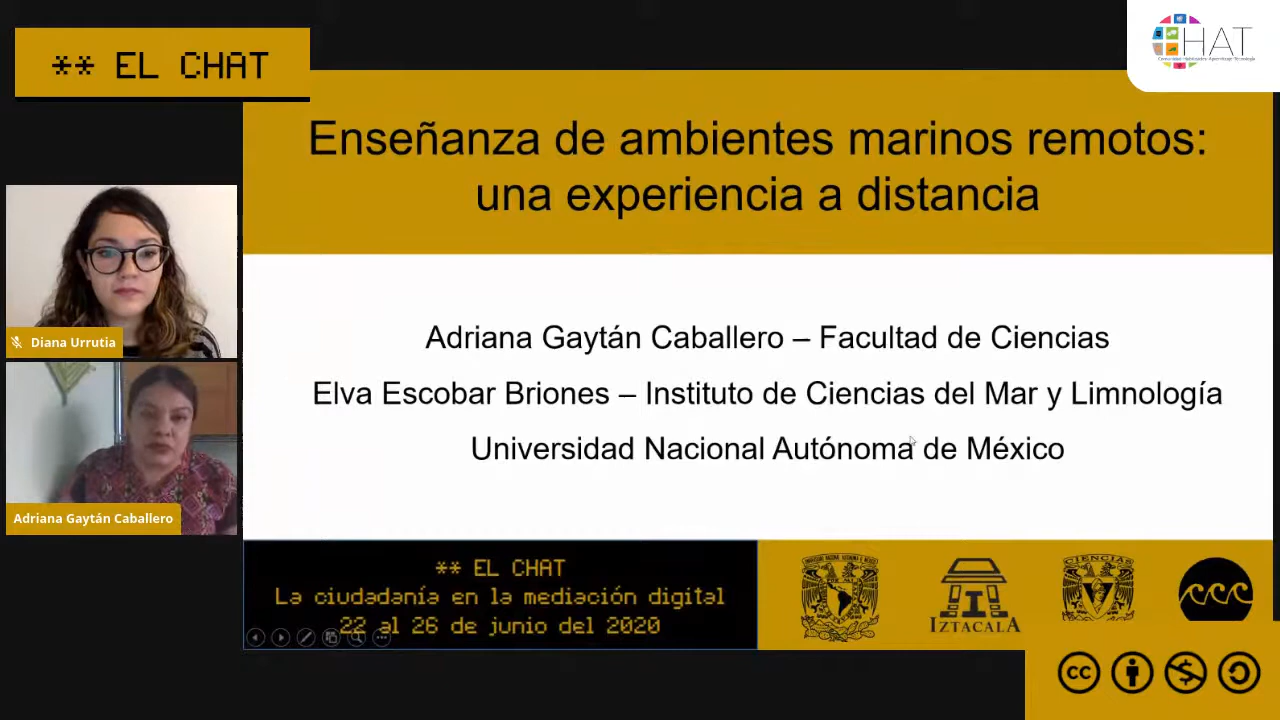 ** EL CHAT
CHAT
Enseñanza de ambientes marinos remotos:
una experiencia a distancia
Diana Urrutia
Adriana Gaytán Caballero
Adriana Gaytán Caballero – Facultad de Ciencias
Elva Escobar Briones – Instituto de Ciencias del Mar y Limnología
Universidad Nacional Autónoma de México
** EL CHAT
La ciudadanía en la mediación digital
22 al 26 de junio del 2020
IZTACALA
CIENCIAS
CC